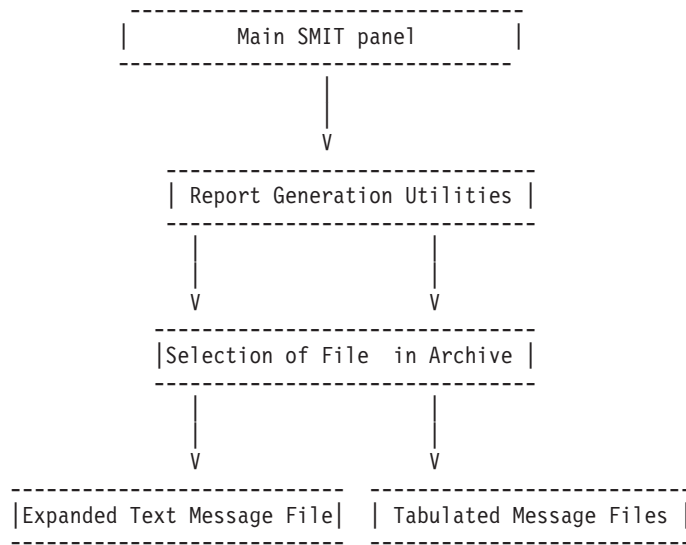 Main SMIT panel
Report Generation Utilities
Selection of File in Archive
Expanded Text Message File
Tabulated Message Files